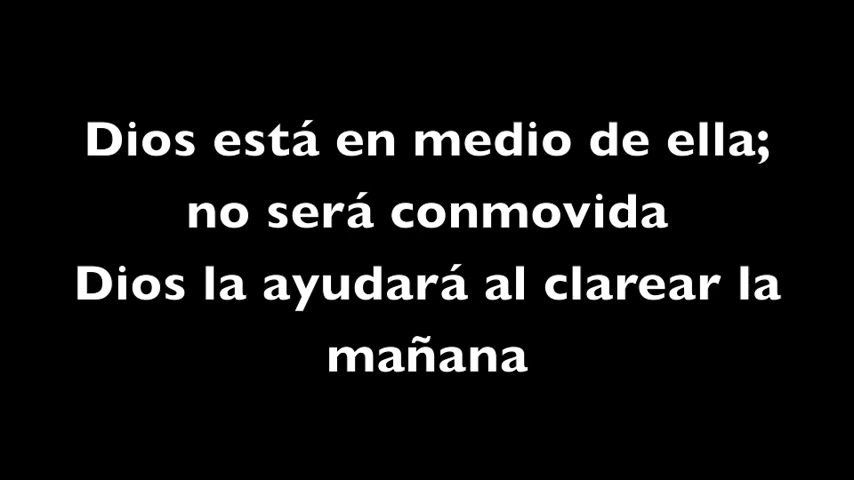 Dios está en medio de ella;
no será conmovida
Dios la ayudará al clarear la
mañana